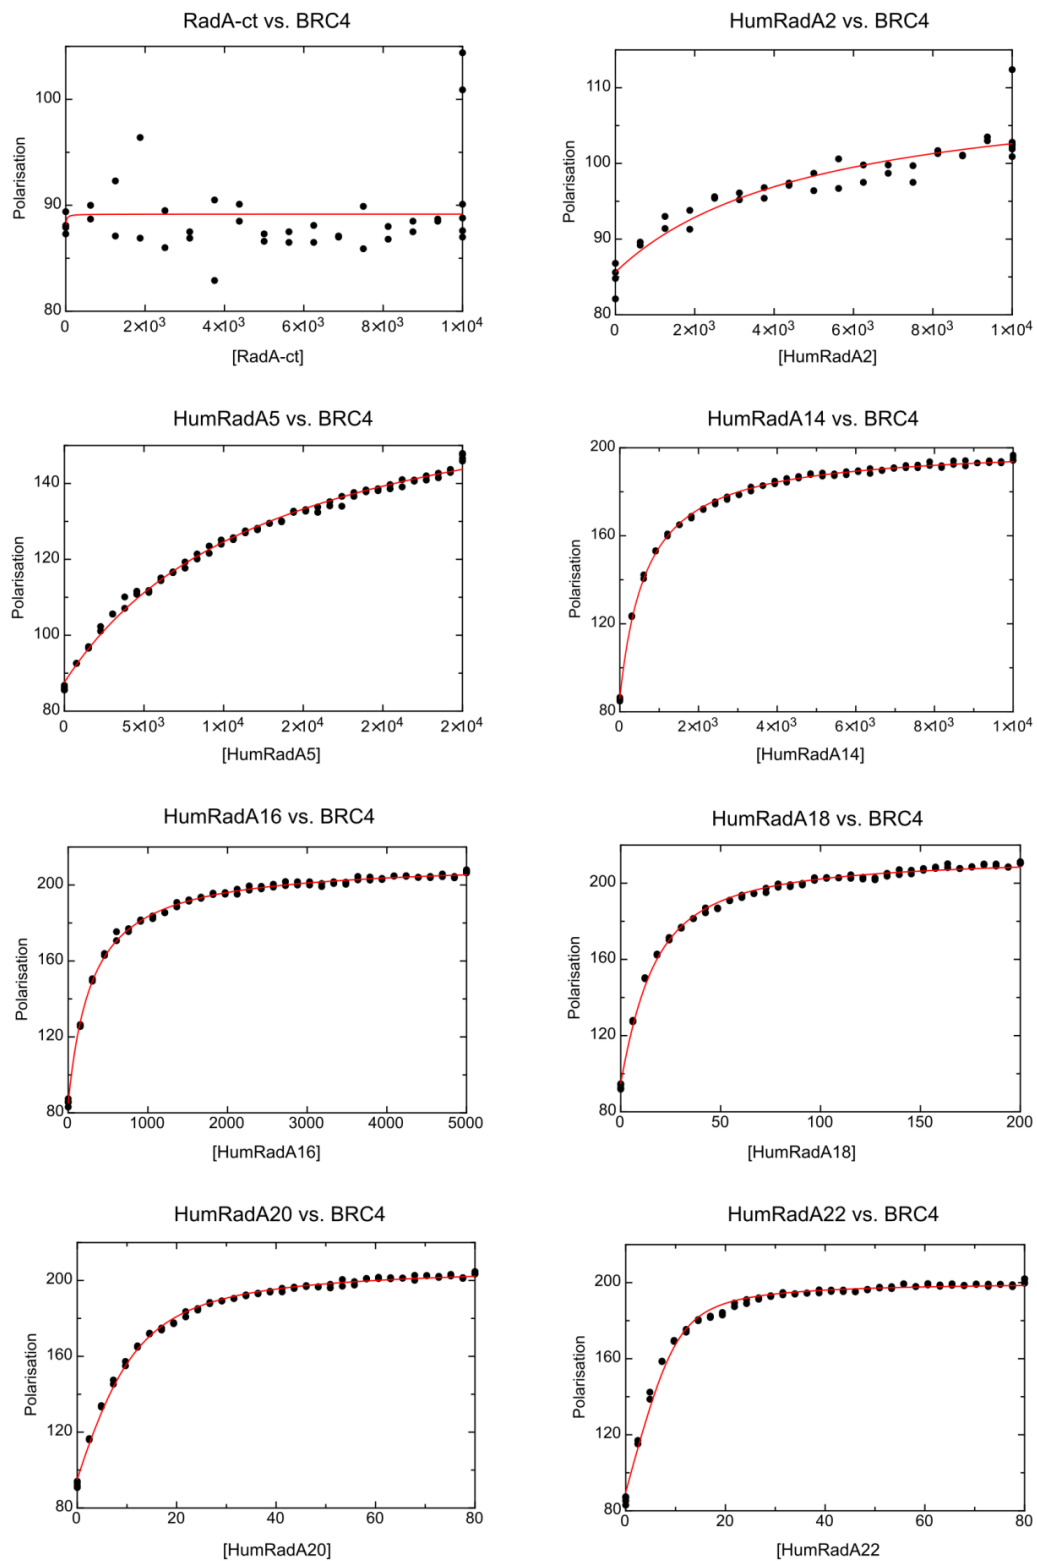 RadA-ct vs. BRC4
100
90
80
Polarisation
0 2×10³ 4×10³ 6×10³ 8×10³ 1×10⁴
[RadA-ct]
HumRadA2 vs. BRC4
110
100
90
80
Polarisation
0 2×10³ 4×10³ 6×10³ 8×10³ 1×10⁴
[HumRadA2]
HumRadA5 vs. BRC4
140
120
100
80
Polarisation
0 5×10³ 1×10⁴ 2×10⁴ 2×10⁴ 2×10⁴
[HumRadA5]
HumRadA14 vs. BRC4
200
160
120
80
Polarisation
0 2×10³ 4×10³ 6×10³ 8×10³ 1×10⁴
[HumRadA14]
HumRadA16 vs. BRC4
200
160
120
80
Polarisation
0 1000 2000 3000 4000 5000
[HumRadA16]
HumRadA18 vs. BRC4
200
160
120
80
Polarisation
0 50 100 150 200
[HumRadA18]
HumRadA20 vs. BRC4
200
160
120
80
Polarisation
0 20 40 60 80
[HumRadA20]
HumRadA22 vs. BRC4
200
160
120
80
Polarisation
0 20 40 60 80
[HumRadA22